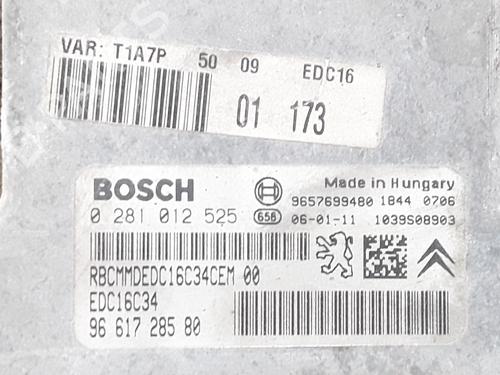 VAR: T1A7P 50 09 EDC16
01 173
BOSCH
Made in Hungary
9657699480 1844 0706
0 281 012 525 658 06-01-11 1039S08903
RBCMMDEDC16C34CEM 00
EDC16C34
96 617 285 80